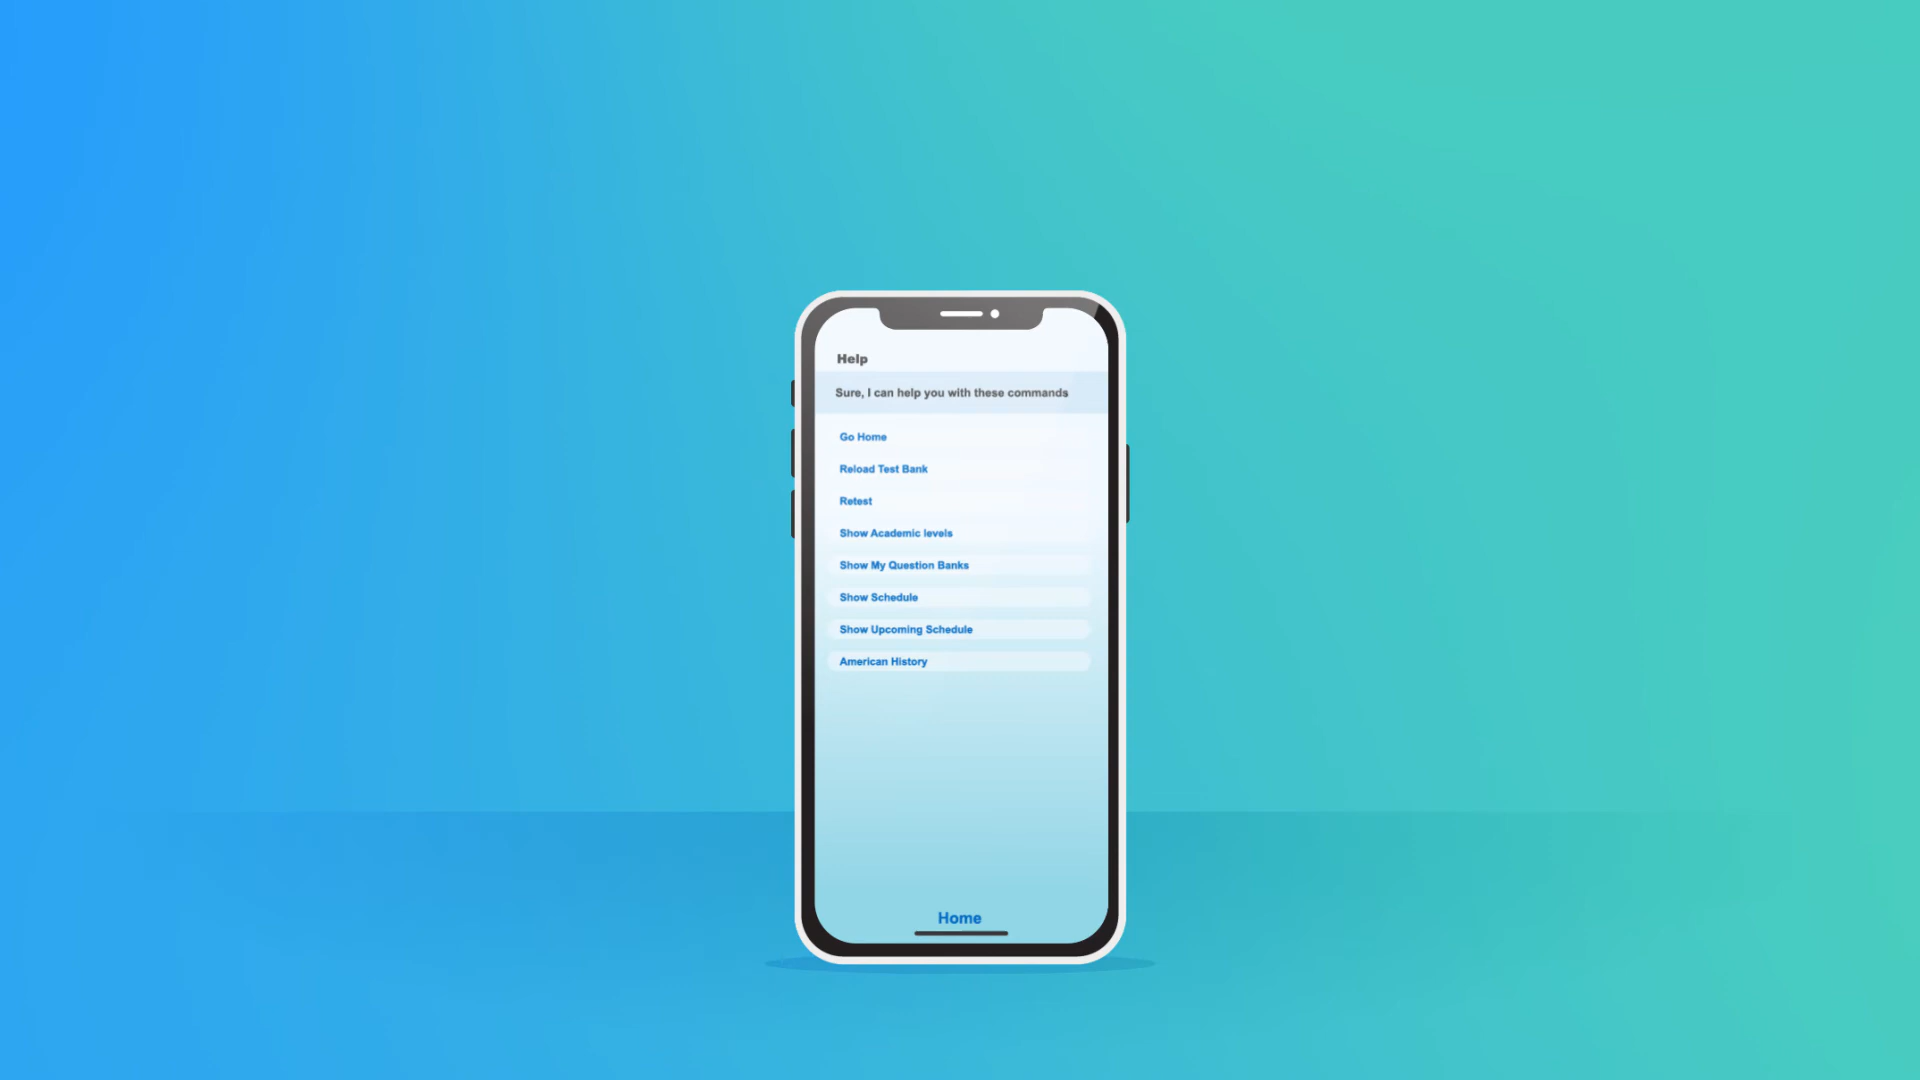 Help
Sure, I can help you with these commands
Go Home
Reload Test Bank
Retest
Show Academic levels
Show My Question Banks
Show Schedule
Show Upcoming Schedule
American History
Home